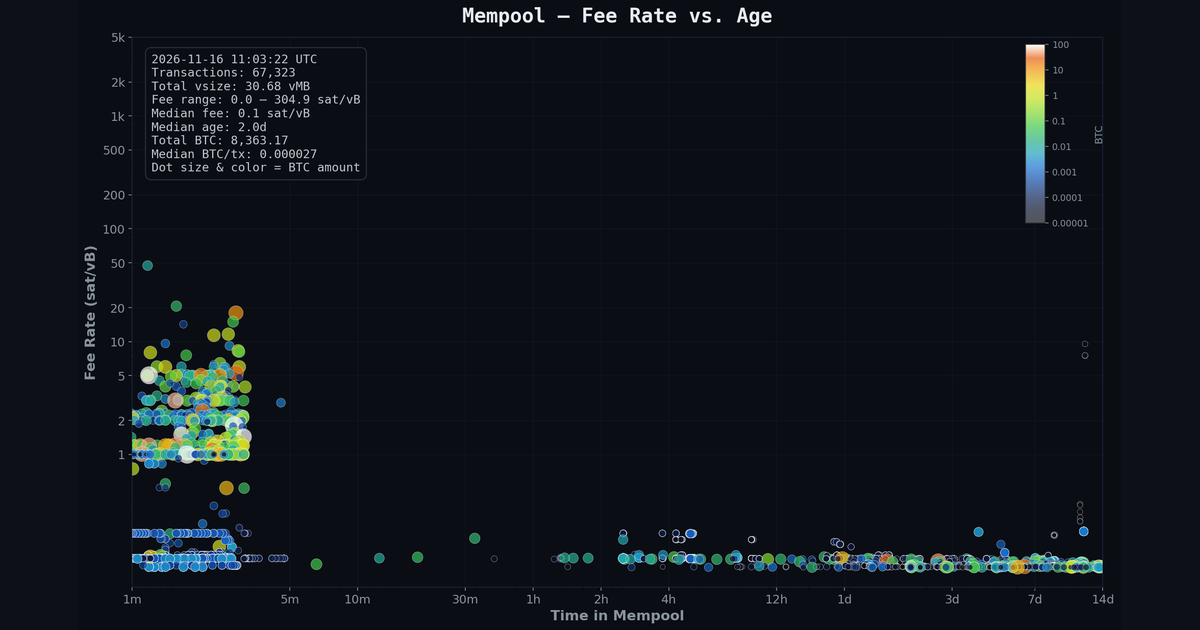 Mempool — Fee Rate vs. Age
2026-11-16 11:03:22 UTC
Transactions: 67,323
Total vsize: 30.68 vMB
Fee range: 0.0 — 304.9 sat/vB
Median fee: 0.1 sat/vB
Median age: 2.0d
Total BTC: 8,363.17
Median BTC/tx: 0.000027
Dot size & color = BTC amount
100
10
1
0.1
0.01
0.001
0.0001
0.00001
BTC
Fee Rate (sat/vB)
5k
2k
1k
500
200
100
50
20
10
5
2
1
1m
5m
10m
30m
1h
2h
4h
12h
1d
3d
7d
14d
Time in Mempool